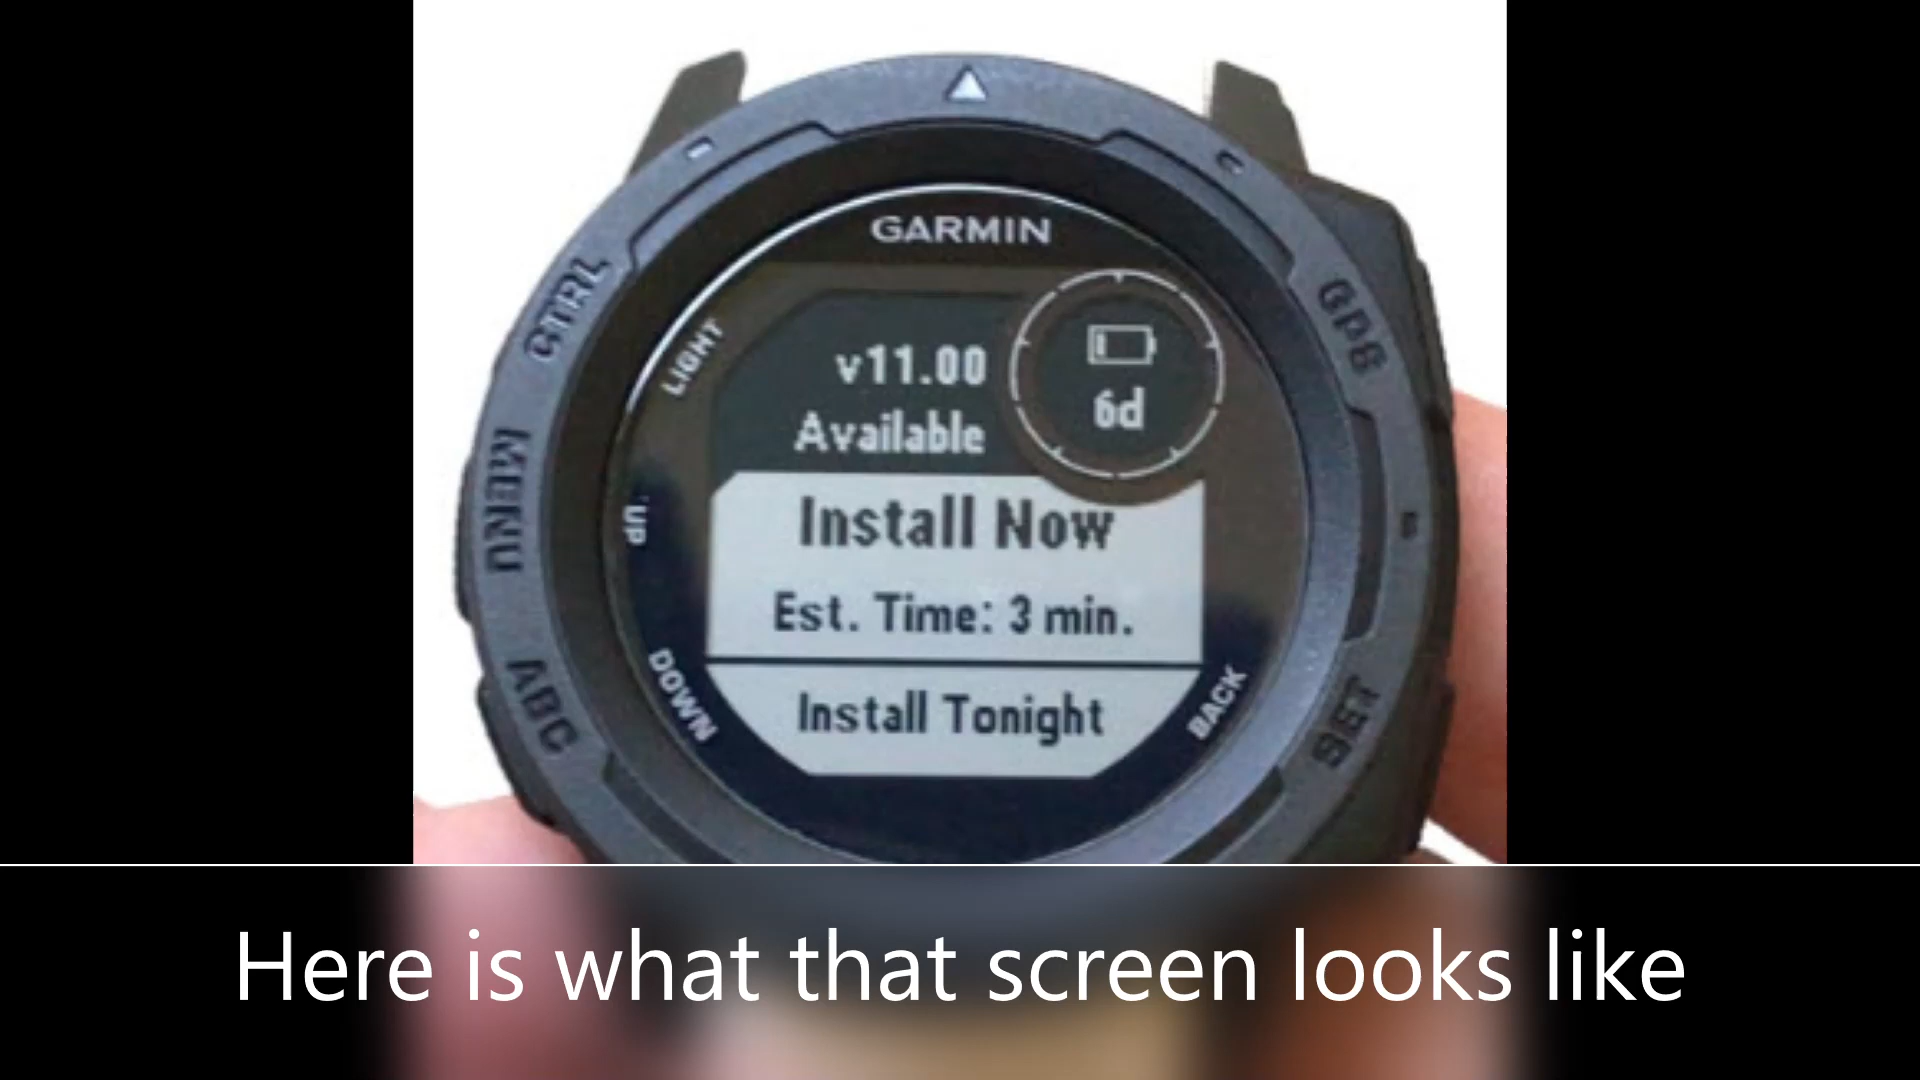 GARMIN
CTRL
GPS
LIGHT
v11.00
Available
6d
MENU
UP
Install Now
Est. Time: 3 min.
DOWN
ABC
Install Tonight
BACK
SET
Here is what that screen looks like